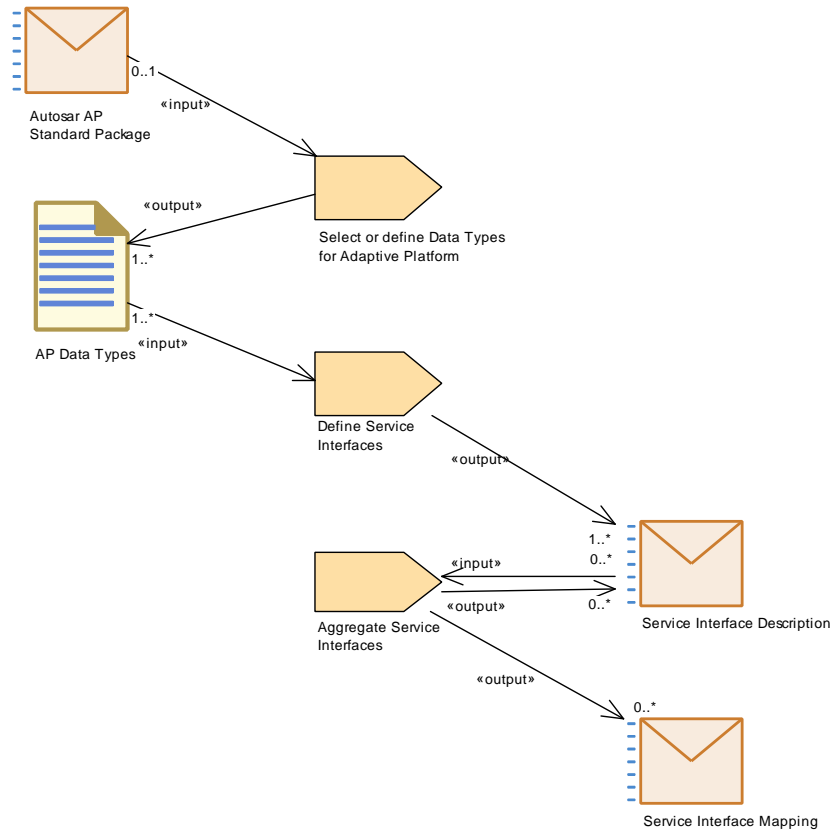 0..1
«input»
Autosar AP
Standard Package
«output»
Select or define Data Types
for Adaptive Platform
1..*
1..*
«input»
AP Data Types
Define Service
Interfaces
«output»
1..*
0..*
«input»
«output»
0..*
Aggregate Service
Interfaces
Service Interface Description
«output»
0..*
Service Interface Mapping